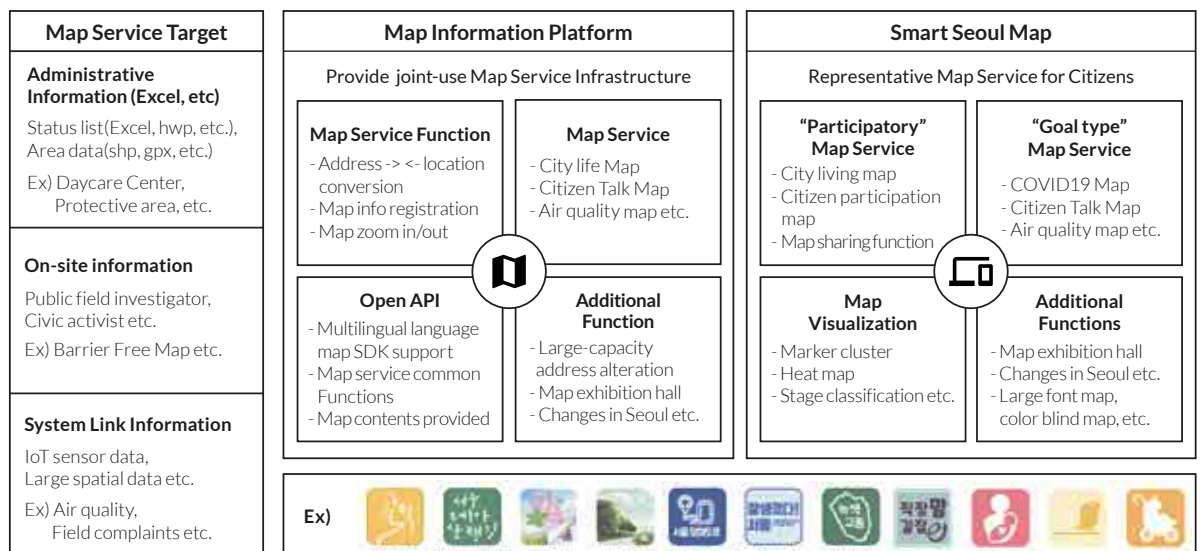 Map Service Target
Administrative
Information (Excel, etc)
Status list(Excel, hwp, etc.),
Area data(shp, gpx, etc.)
Ex) Daycare Center,
Protective area, etc.
On-site information
Public field investigator,
Civic activist etc.
Ex) Barrier Free Map etc.
System Link Information
IoT sensor data,
Large spatial data etc.
Ex) Air quality,
Field complaints etc.
Map Information Platform
Provide joint-use Map Service Infrastructure
Map Service Function
- Address -> <- location
conversion
- Map info registration
- Map zoom in/out
Map Service
- City life Map
- Citizen Talk Map
- Air quality map etc.
Open API
- Multilingual language
map SDK support
- Map service common
Functions
- Map contents provided
Additional
Function
- Large-capacity
address alteration
- Map exhibition hall
- Changes in Seoul etc.
Smart Seoul Map
Representative Map Service for Citizens
“Participatory”
Map Service
- City living map
- Citizen participation
map
- Map sharing function
“Goal type”
Map Service
- COVID19 Map
- Citizen Talk Map
- Air quality map etc.
Map
Visualization
- Marker cluster
- Heat map
- Stage classification etc.
Additional
Functions
- Map exhibition hall
- Changes in Seoul etc.
- Large font map,
color blind map, etc.
Ex)